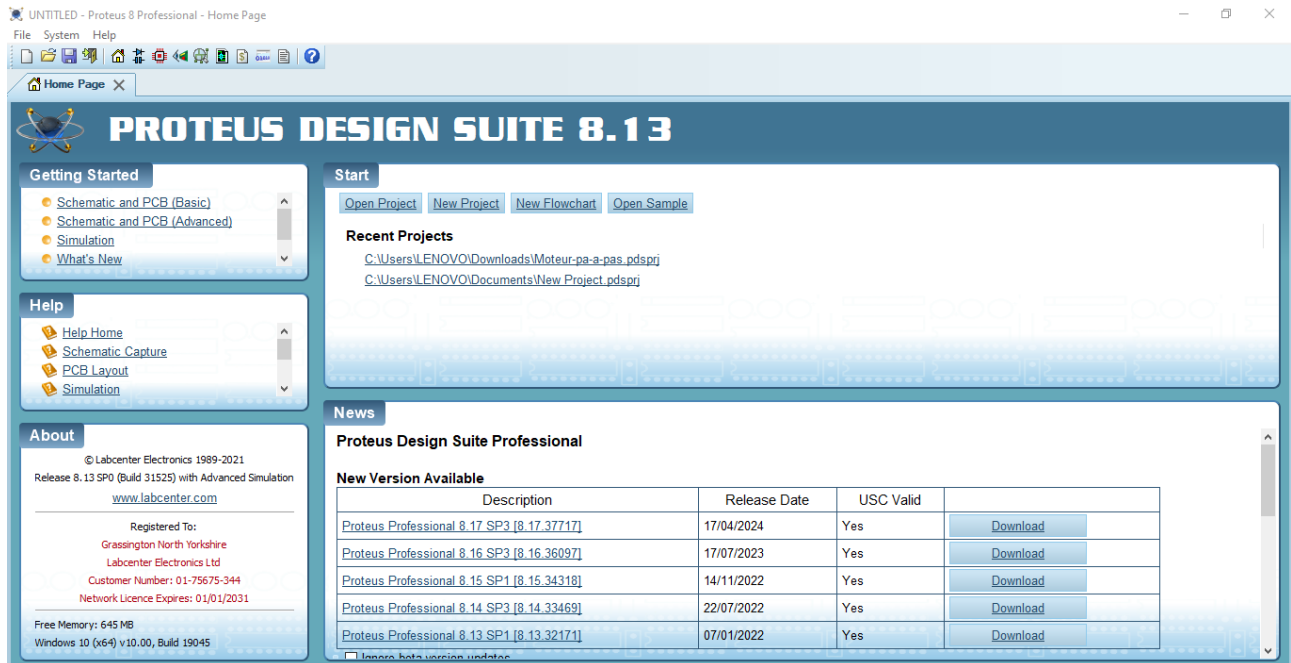 UNTITLED - Proteus 8 Professional - Home Page
File System Help
Home Page
PROTEUS DESIGN SUITE 8.13
Getting Started
Schematic and PCB (Basic)
Schematic and PCB (Advanced)
Simulation
What's New
Help
Help Home
Schematic Capture
PCB Layout
Simulation
About
© Labcenter Electronics 1989-2021
Release 8.13 SP0 (Build 31525) with Advanced Simulation
www.labcenter.com
Registered To:
Grassington North Yorkshire
Labcenter Electronics Ltd
Customer Number: 01-75675-344
Network Licence Expires: 01/01/2031
Free Memory: 645 MB
Windows 10 (x64) v10.00, Build 19045
Start
Open Project New Project New Flowchart Open Sample
Recent Projects
C:\Users\LENOVO\Downloads\Moteur-pa-a-pas.pdsprj
C:\Users\LENOVO\Documents\New Project.pdsprj
News
Proteus Design Suite Professional
New Version Available
Description Release Date USC Valid
Proteus Professional 8.17 SP3 [8.17.37717] 17/04/2024 Yes Download
Proteus Professional 8.16 SP3 [8.16.36097] 17/07/2023 Yes Download
Proteus Professional 8.15 SP1 [8.15.34318] 14/11/2022 Yes Download
Proteus Professional 8.14 SP3 [8.14.33469] 22/07/2022 Yes Download
Proteus Professional 8.13 SP1 [8.13.32171] 07/01/2022 Yes Download
Ignore beta version updates